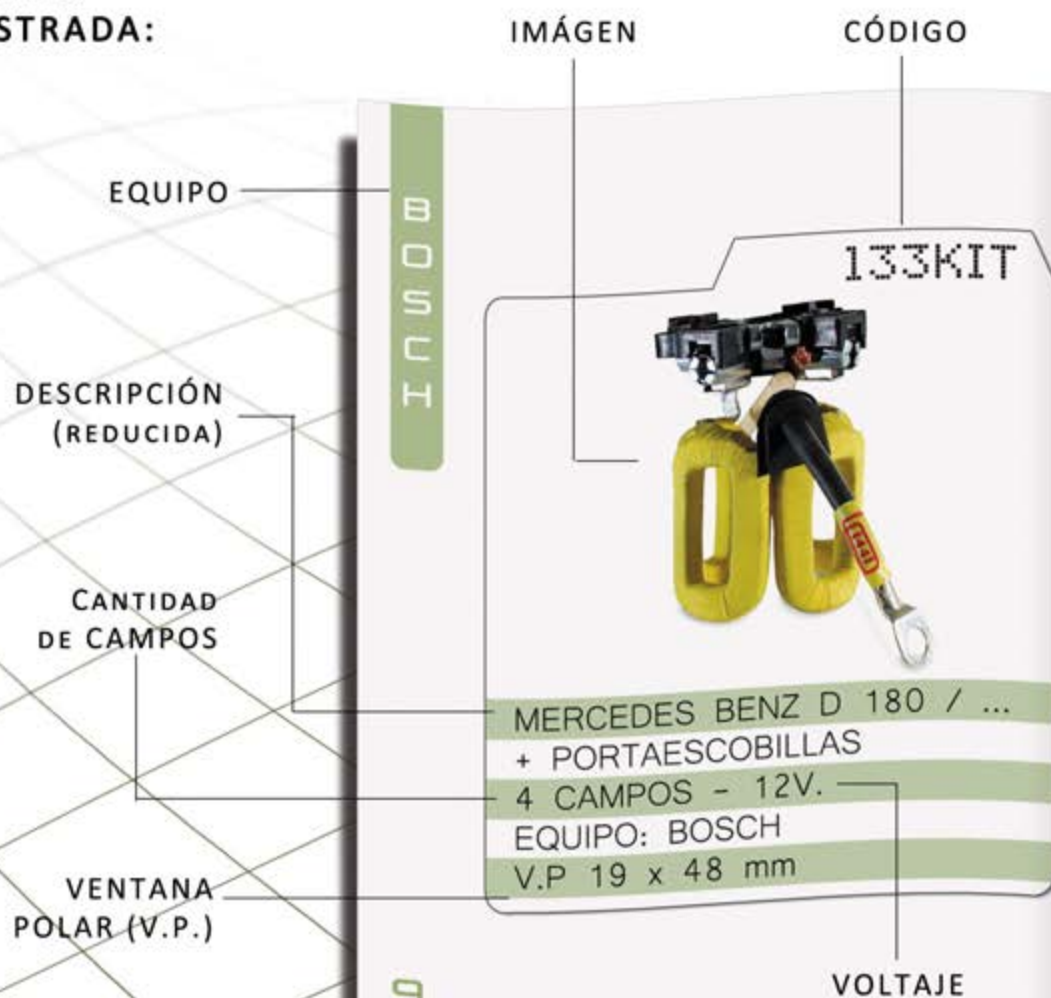 STRADA:
IMÁGEN
CÓDIGO
EQUIPO
BOSCH
133KIT
DESCRIPCIÓN
(REDUCIDA)
CANTIDAD
DE CAMPOS
MERCEDES BENZ D 180 / ...
+ PORTAESCOBILLAS
4 CAMPOS - 12V.
EQUIPO: BOSCH
V.P 19 x 48 mm
VENTANA
POLAR (V.P.)
VOLTAJE